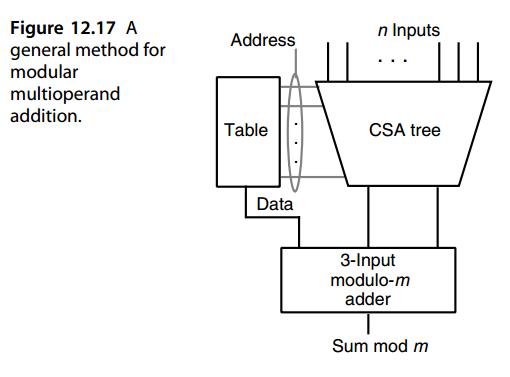 Figure 12.17 A
general method for
modular
multioperand
addition.
Address
n Inputs
. . .
Table
.
.
.
CSA tree
Data
3-Input
modulo-m
adder
Sum mod m